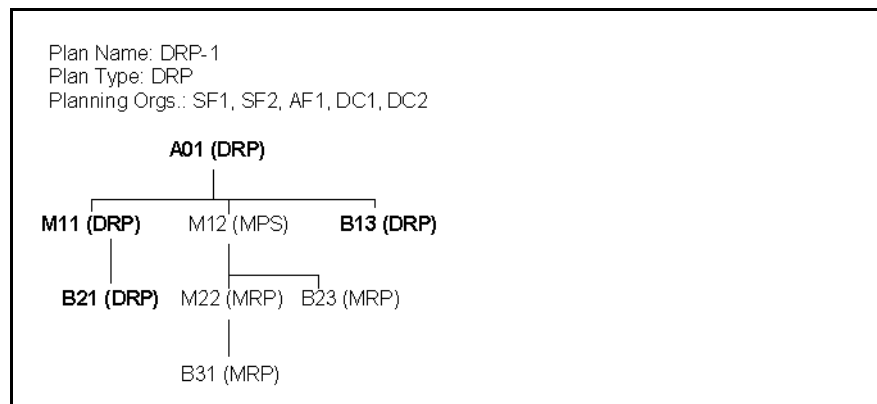 Plan Name: DRP-1
Plan Type: DRP
Planning Orgs.: SF1, SF2, AF1, DC1, DC2
A01 (DRP)
M11 (DRP) M12 (MPS) B13 (DRP)
B21 (DRP) M22 (MRP) B23 (MRP)
B31 (MRP)